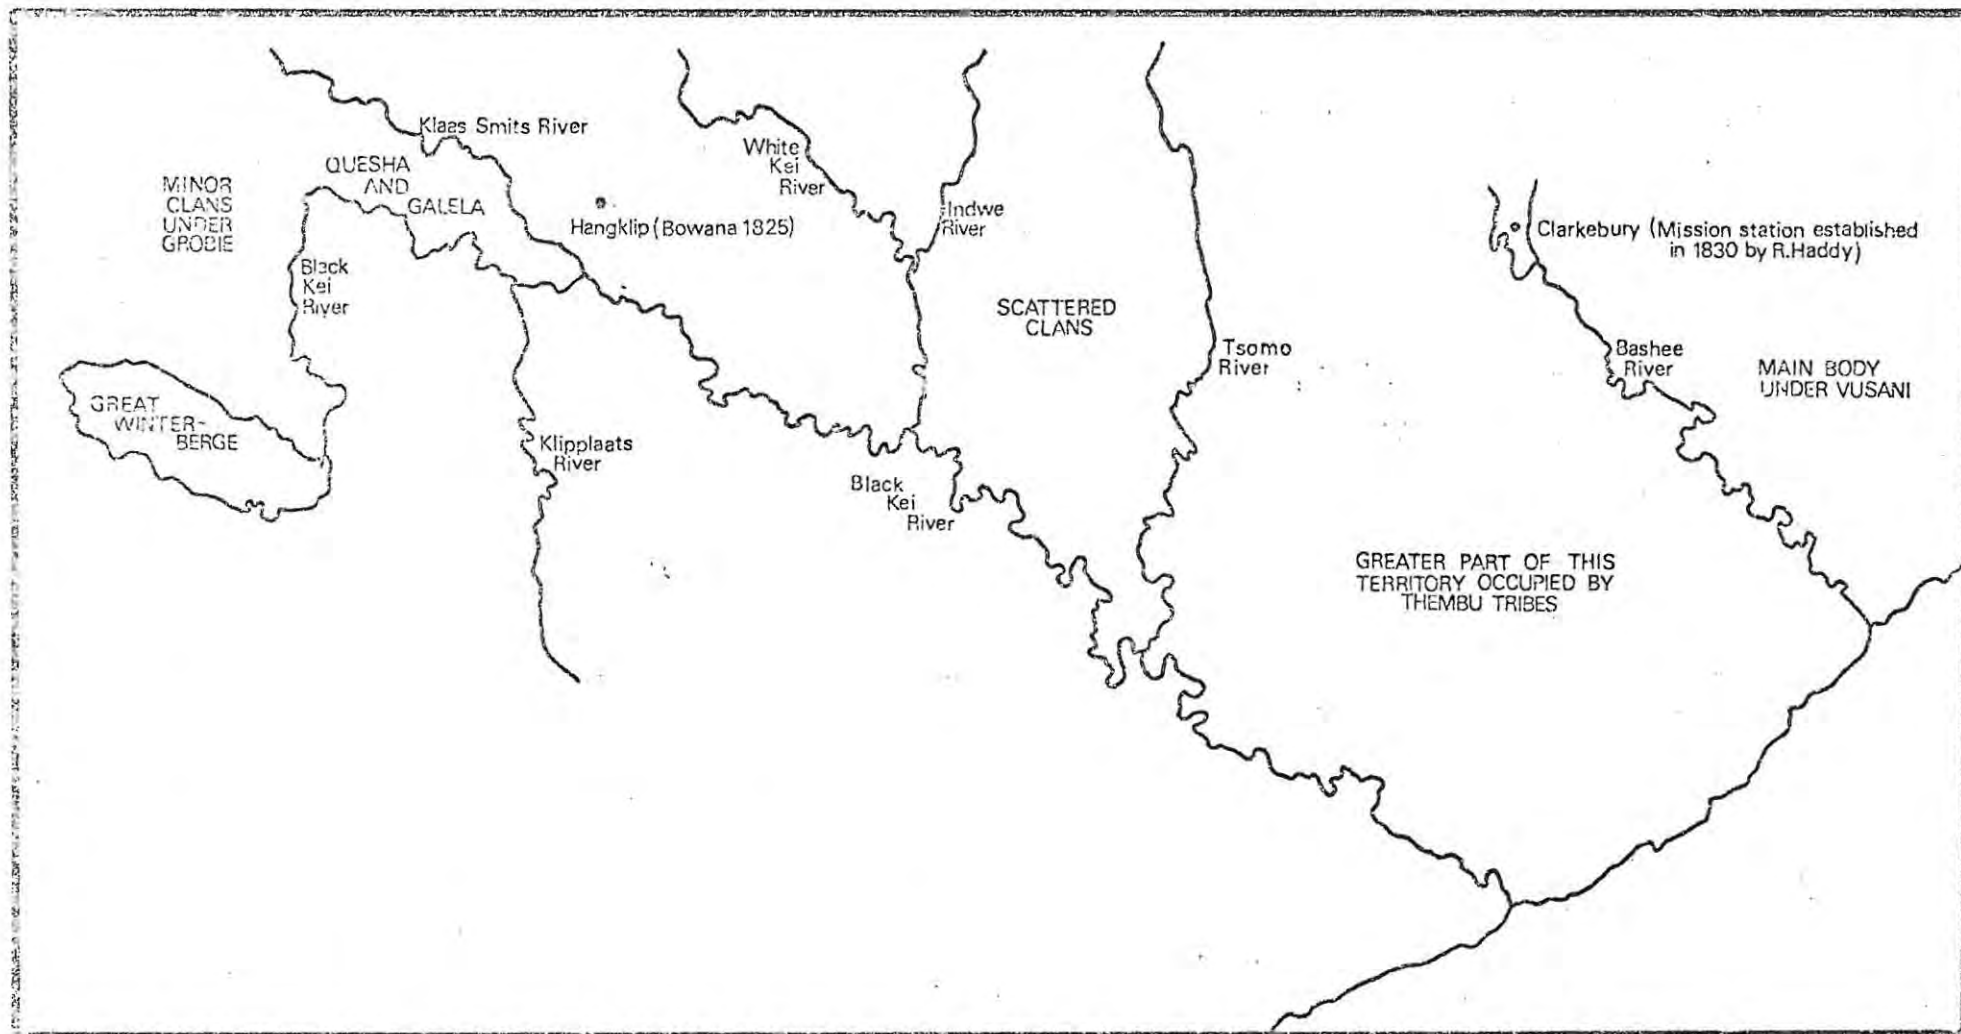 Klaas Smits River
QUESHA
AND
GALELA
MINOR
CLANS
UNDER
GROBIE
Black
Kei
River
GREAT
WINTER-
BERGE
Hangklip (Bowana 1825)
Klipplaats
River
White
Kei
River
Indwe
River
SCATTERED
CLANS
Black
Kei
River
Tsomo
River
Clarkebury (Mission station established
in 1830 by R.Haddy)
Bashee
River
MAIN BODY
UNDER VUSANI
GREATER PART OF THIS
TERRITORY OCCUPIED BY
THEMBU TRIBES